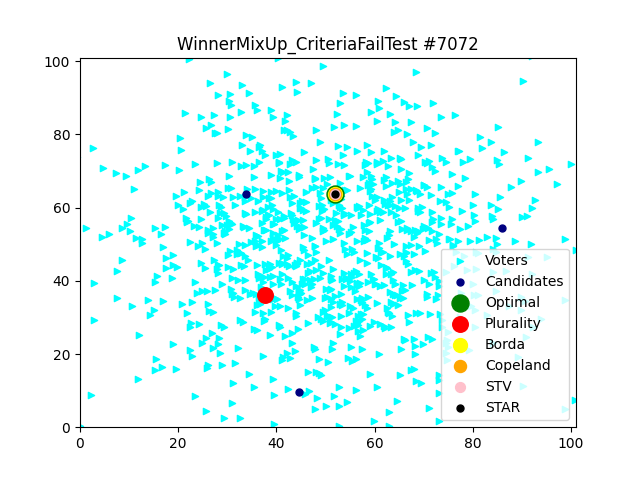 WinnerMixUp_CriteriaFailTest #7072
100
80
60
40
20
0
0 20 40 60 80 100
Voters
Candidates
Optimal
Plurality
Borda
Copeland
STV
STAR